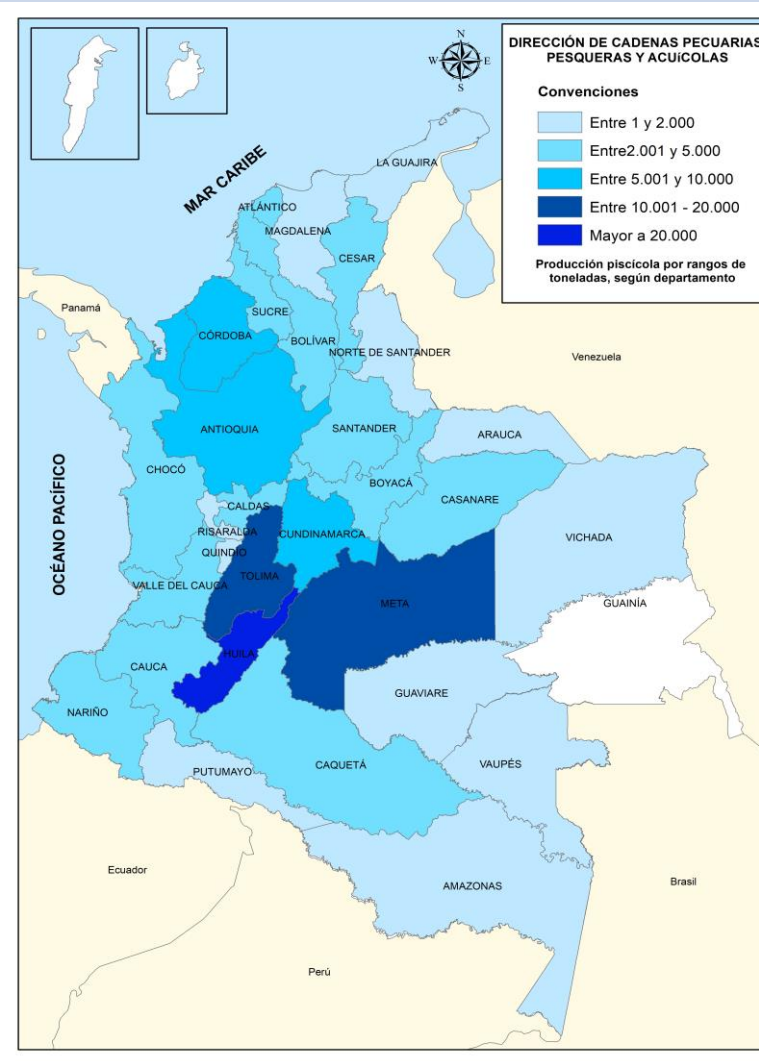 DIRECCIÓN DE CADENAS PECUARIAS
PESQUERAS Y ACUíCOLAS
Convenciones
Entre 1 y 2.000
Entre2.001 y 5.000
Entre 5.001 y 10.000
Entre 10.001 - 20.000
Mayor a 20.000
Producción piscícola por rangos de
toneladas, según departamento
N
W
E
S
MAR CARIBE
LA GUAJIRA
ATLÁNTICO
MAGDALENA
CESAR
Panamá
SUCRE
CÓRDOBA
BOLÍVAR
NORTE DE SANTANDER
Venezuela
ANTIOQUIA
SANTANDER
ARAUCA
CHOCÓ
BOYACÁ
CASANARE
OCÉANO PACÍFICO
CALDAS
RISARALDA
CUNDINAMARCA
VICHADA
QUINDÍO
TOLIMA
VALLE DEL CAUCA
META
GUAINÍA
HUILA
CAUCA
GUAVIARE
NARIÑO
CAQUETÁ
VAUPÉS
PUTUMAYO
Ecuador
AMAZONAS
Brasil
Perú